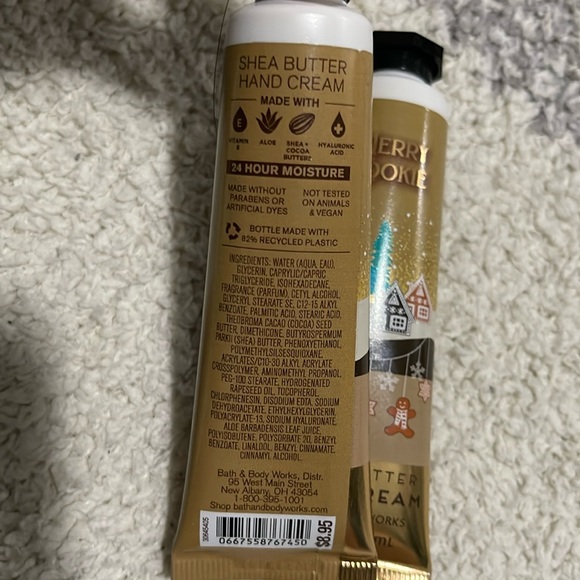 SHEA BUTTER
HAND CREAM
MADE WITH
E
VITAMIN E
ALOE
SHEA +
COCOA
BUTTERS
HYALURONIC
ACID
24 HOUR MOISTURE
MADE WITHOUT
PARABENS OR
ARTIFICIAL DYES
NOT TESTED
ON ANIMALS
& VEGAN
BOTTLE MADE WITH
82% RECYCLED PLASTIC
INGREDIENTS: WATER (AQUA, EAU),
GLYCERIN, CAPRYLIC/CAPRIC
TRIGLYCERIDE, ISOHEXADECANE,
FRAGRANCE (PARFUM), CETYL ALCOHOL,
GLYCERYL STEARATE SE, C12-15 ALKYL
BENZOATE, PALMITIC ACID, STEARIC ACID,
THEOBROMA CACAO (COCOA) SEED
BUTTER, DIMETHICONE, BUTYROSPERMUM
PARKII (SHEA) BUTTER, PHENOXYETHANOL,
POLYMETHYLSILSESQUIOXANE,
ACRYLATES/C10-30 ALKYL ACRYLATE
CROSSPOLYMER, AMINOMETHYL PROPANOL,
PEG-100 STEARATE, HYDROGENATED
RAPESEED OIL, TOCOPHEROL,
CHLORPHENESIN, DISODIUM EDTA, SODIUM
DEHYDROACETATE, ETHYLHEXYLGLYCERIN,
POLYACRYLATE-13, SODIUM HYALURONATE,
ALOE BARBADENSIS LEAF JUICE,
POLYISOBUTENE, POLYSORBATE 20, BENZYL
BENZOATE, LINALOOL, BENZYL CINNAMATE,
CINNAMYL ALCOHOL.
Bath & Body Works, Distr.
95 West Main Street
New Albany, OH 43054
1-800-395-1001
Shop bathandbodyworks.com
0667558767450
$8.95
ERRY
OOKIE
TTER
REAM
WORKS
mL